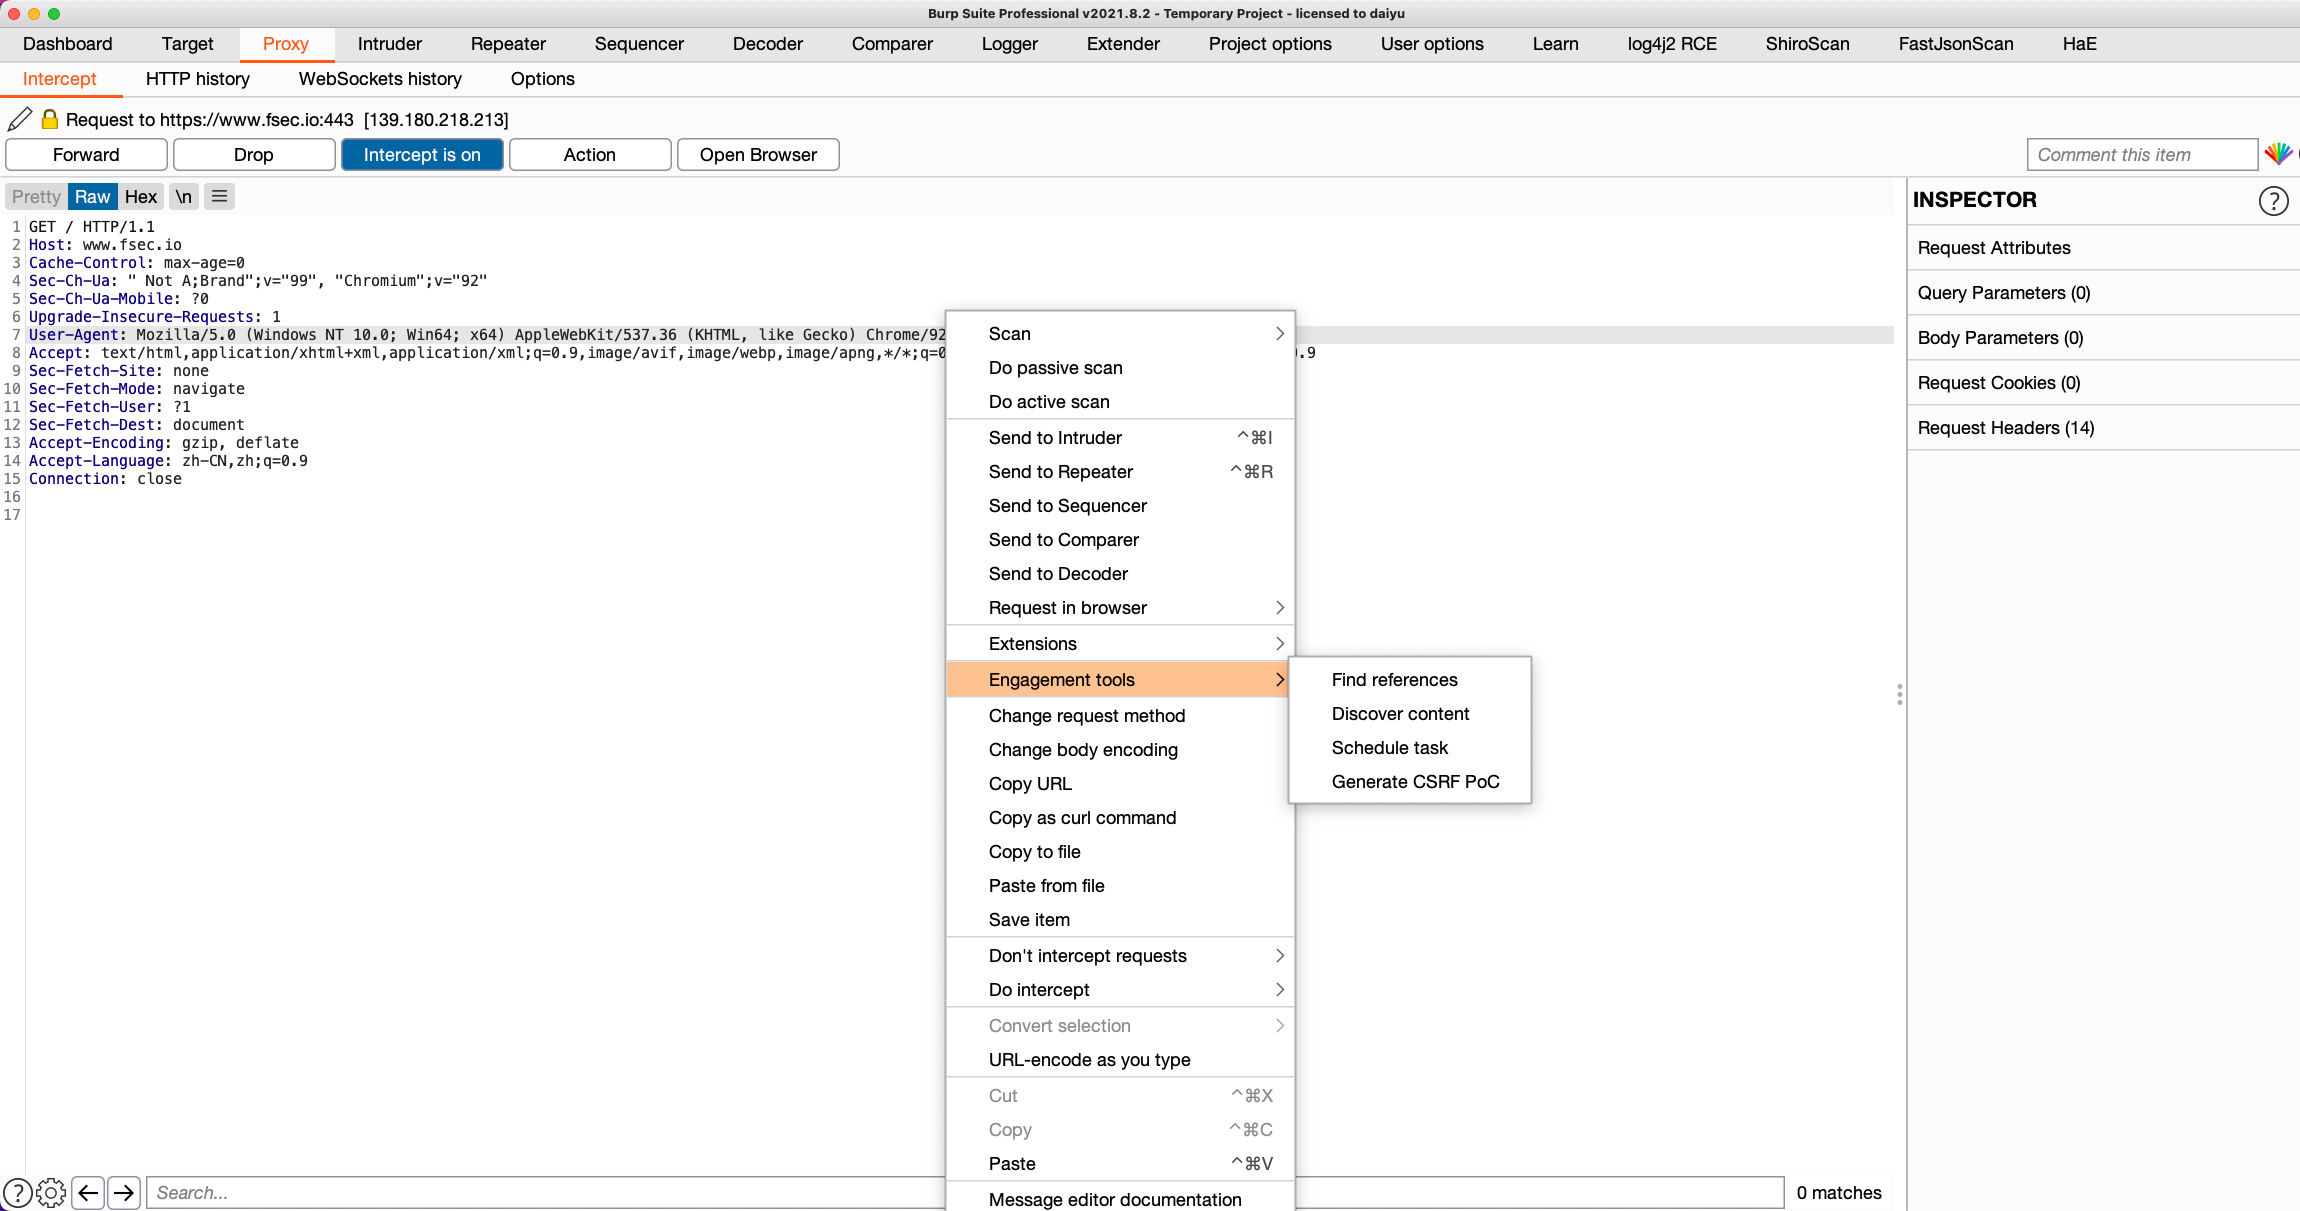 Burp Suite Professional v2021.8.2 - Temporary Project - licensed to daiyu
Dashboard Target Proxy Intruder Repeater Sequencer Decoder Comparer Logger Extender Project options User options Learn log4j2 RCE ShiroScan FastJsonScan HaE
Intercept HTTP history WebSockets history Options
Request to https://www.fsec.io:443 [139.180.218.213]
Forward Drop Intercept is on Action Open Browser Comment this item
Pretty Raw Hex \n
1 GET / HTTP/1.1
2 Host: www.fsec.io
3 Cache-Control: max-age=0
4 Sec-Ch-Ua: " Not A;Brand";v="99", "Chromium";v="92"
5 Sec-Ch-Ua-Mobile: ?0
6 Upgrade-Insecure-Requests: 1
7 User-Agent: Mozilla/5.0 (Windows NT 10.0; Win64; x64) AppleWebKit/537.36 (KHTML, like Gecko) Chrome/92
8 Accept: text/html,application/xhtml+xml,application/xml;q=0.9,image/avif,image/webp,image/apng,*/*;q=0 .9
9 Sec-Fetch-Site: none
10 Sec-Fetch-Mode: navigate
11 Sec-Fetch-User: ?1
12 Sec-Fetch-Dest: document
13 Accept-Encoding: gzip, deflate
14 Accept-Language: zh-CN,zh;q=0.9
15 Connection: close
16
17
Scan
Do passive scan
Do active scan
Send to Intruder ^⌘I
Send to Repeater ^⌘R
Send to Sequencer
Send to Comparer
Send to Decoder
Request in browser
Extensions
Engagement tools
Change request method
Change body encoding
Copy URL
Copy as curl command
Copy to file
Paste from file
Save item
Don't intercept requests
Do intercept
Convert selection
URL-encode as you type
Cut ^⌘X
Copy ^⌘C
Paste ^⌘V
Message editor documentation
Find references
Discover content
Schedule task
Generate CSRF PoC
INSPECTOR ?
Request Attributes
Query Parameters (0)
Body Parameters (0)
Request Cookies (0)
Request Headers (14)
? Search... 0 matches